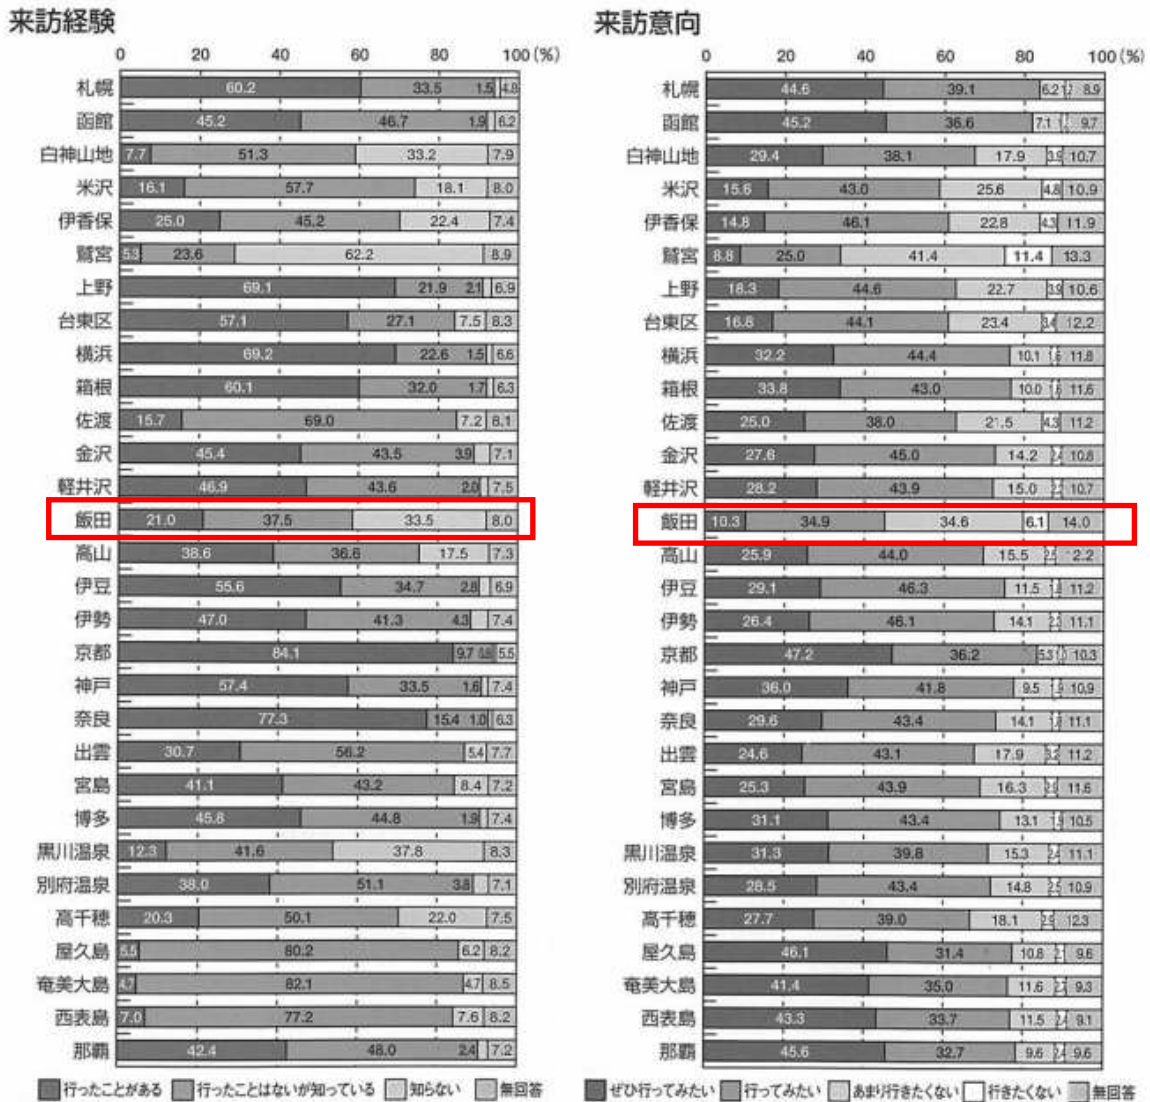 来訪経験
0 20 40 60 80 100(%)
札幌 60.2 33.5 1.5 4.8
函館 45.2 46.7 1.9 6.2
白神山地 7.7 51.3 33.2 7.9
米沢 16.1 57.7 18.1 8.0
伊香保 25.0 45.2 22.4 7.4
鷲宮 5.3 23.6 62.2 8.9
上野 69.1 21.9 2.1 6.9
台東区 57.1 27.1 7.5 8.3
横浜 69.2 22.6 1.5 6.6
箱根 60.1 32.0 1.7 6.3
佐渡 15.7 69.0 7.2 8.1
金沢 45.4 43.5 3.9 7.1
軽井沢 46.9 43.6 2.0 7.5
飯田 21.0 37.5 33.5 8.0
高山 38.6 36.6 17.5 7.3
伊豆 55.6 34.7 2.8 6.9
伊勢 47.0 41.3 4.3 7.4
京都 84.1 9.7 5.5
神戸 57.4 33.5 1.6 7.4
奈良 77.3 15.4 1.0 6.3
出雲 30.7 56.2 5.4 7.7
宮島 41.1 43.2 8.4 7.2
博多 45.8 44.8 1.9 7.4
黒川温泉 12.3 41.6 37.8 8.3
別府温泉 38.0 51.1 3.8 7.1
高千穂 20.3 50.1 22.0 7.5
屋久島 80.2 6.2 8.2
奄美大島 4.7 82.1 4.7 8.5
西表島 7.0 77.2 7.6 8.2
那覇 42.4 48.0 2.4 7.2
行ったことがある 行ったことはないが知っている 知らない 無回答
来訪意向
0 20 40 60 80 100(%)
札幌 44.6 39.1 6.2 8.9
函館 45.2 36.6 7.1 9.7
白神山地 29.4 38.1 17.9 3.9 10.7
米沢 15.6 43.0 25.6 4.8 10.9
伊香保 14.8 46.1 22.8 4.3 11.9
鷲宮 8.8 25.0 41.4 11.4 13.3
上野 18.3 44.6 22.7 3.9 10.6
台東区 16.8 44.1 23.4 3.4 12.2
横浜 32.2 44.4 10.1 1.6 11.8
箱根 33.8 43.0 10.0 1.6 11.6
佐渡 25.0 38.0 21.5 4.3 11.2
金沢 27.6 45.0 14.2 2.4 10.8
軽井沢 28.2 43.9 15.0 2.2 10.7
飯田 10.3 34.9 34.6 6.1 14.0
高山 25.9 44.0 15.5 2.5 12.2
伊豆 29.1 46.3 11.5 11.2
伊勢 26.4 46.1 14.1 2.3 11.1
京都 47.2 36.2 5.3 10.3
神戸 36.0 41.8 9.5 1.9 10.9
奈良 29.6 43.4 14.1 11.1
出雲 24.6 43.1 17.9 3.2 11.2
宮島 25.3 43.9 16.3 11.6
博多 31.1 43.4 13.1 1.9 10.5
黒川温泉 31.3 39.8 15.3 2.4 11.1
別府温泉 28.5 43.4 14.8 2.5 10.9
高千穂 27.7 39.0 18.1 2.9 12.3
屋久島 46.1 31.4 10.8 2.1 9.6
奄美大島 41.4 35.0 11.6 2.7 9.3
西表島 43.3 33.7 11.5 2.4 9.1
那覇 45.6 32.7 9.6 2.4 9.6
ぜひ行ってみたい 行ってみたい あまり行きたくない 行きたくない 無回答